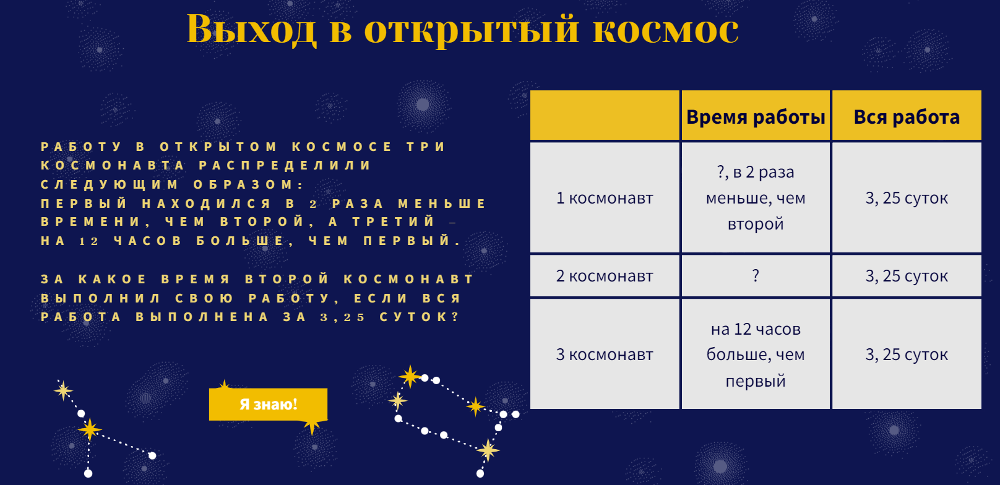 Выход в открытый космос
РАБОТУ В ОТКРЫТОМ КОСМОСЕ ТРИ
КОСМОНАВТА РАСПРЕДЕЛИЛИ
СЛЕДУЮЩИМ ОБРАЗОМ:
ПЕРВЫЙ НАХОДИЛСЯ В 2 РАЗА МЕНЬШЕ
ВРЕМЕНИ, ЧЕМ ВТОРОЙ, А ТРЕТИЙ –
НА 12 ЧАСОВ БОЛЬШЕ, ЧЕМ ПЕРВЫЙ.
ЗА КАКОЕ ВРЕМЯ ВТОРОЙ КОСМОНАВТ
ВЫПОЛНИЛ СВОЮ РАБОТУ, ЕСЛИ ВСЯ
РАБОТА ВЫПОЛНЕНА ЗА 3,25 СУТОК?
Я знаю!
Время работы Вся работа
?, в 2 раза
меньше, чем
второй
1 космонавт 3, 25 суток
2 космонавт ? 3, 25 суток
на 12 часов
больше, чем
первый
3 космонавт 3, 25 суток